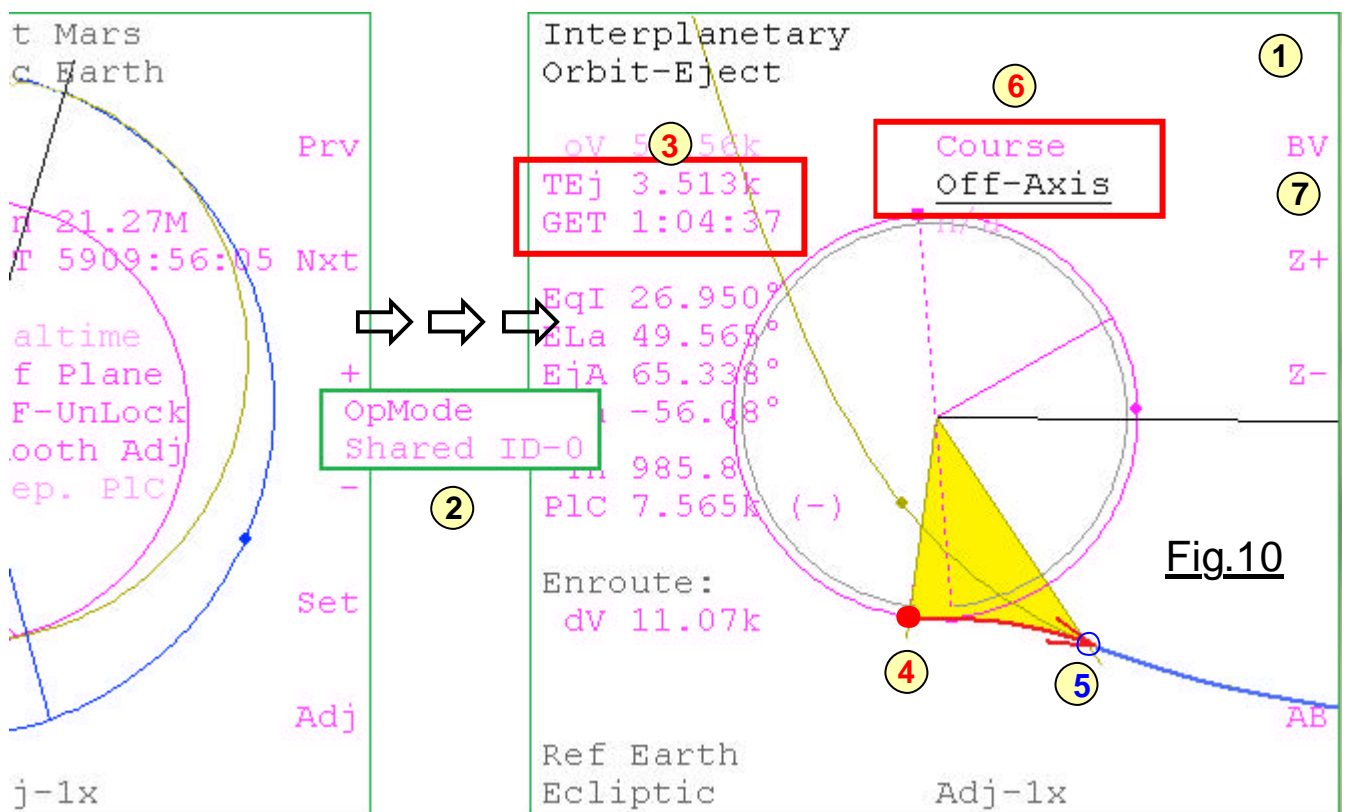 t Mars
c Earth
Prv
21.27M
T 5909:56:05 Nxt
altime
f Plane +
F-UnLock
ooth Adj
ep. PlC -
Set
Adj
j-1x
OpMode
Shared ID-0
2
Interplanetary
Orbit-Eject
1
6
3
oV 56k
TEj 3.513k
GET 1:04:37
Course
Off-Axis
n/a
BV
7
Z+
Z-
AB
EqI 26.950°
ELa 49.565°
EjA 65.338°
-56.08°
985.8
PlC 7.565k (-)
Fig.10
Enroute:
dV 11.07k
4
5
Ref Earth
Ecliptic Adj-1x